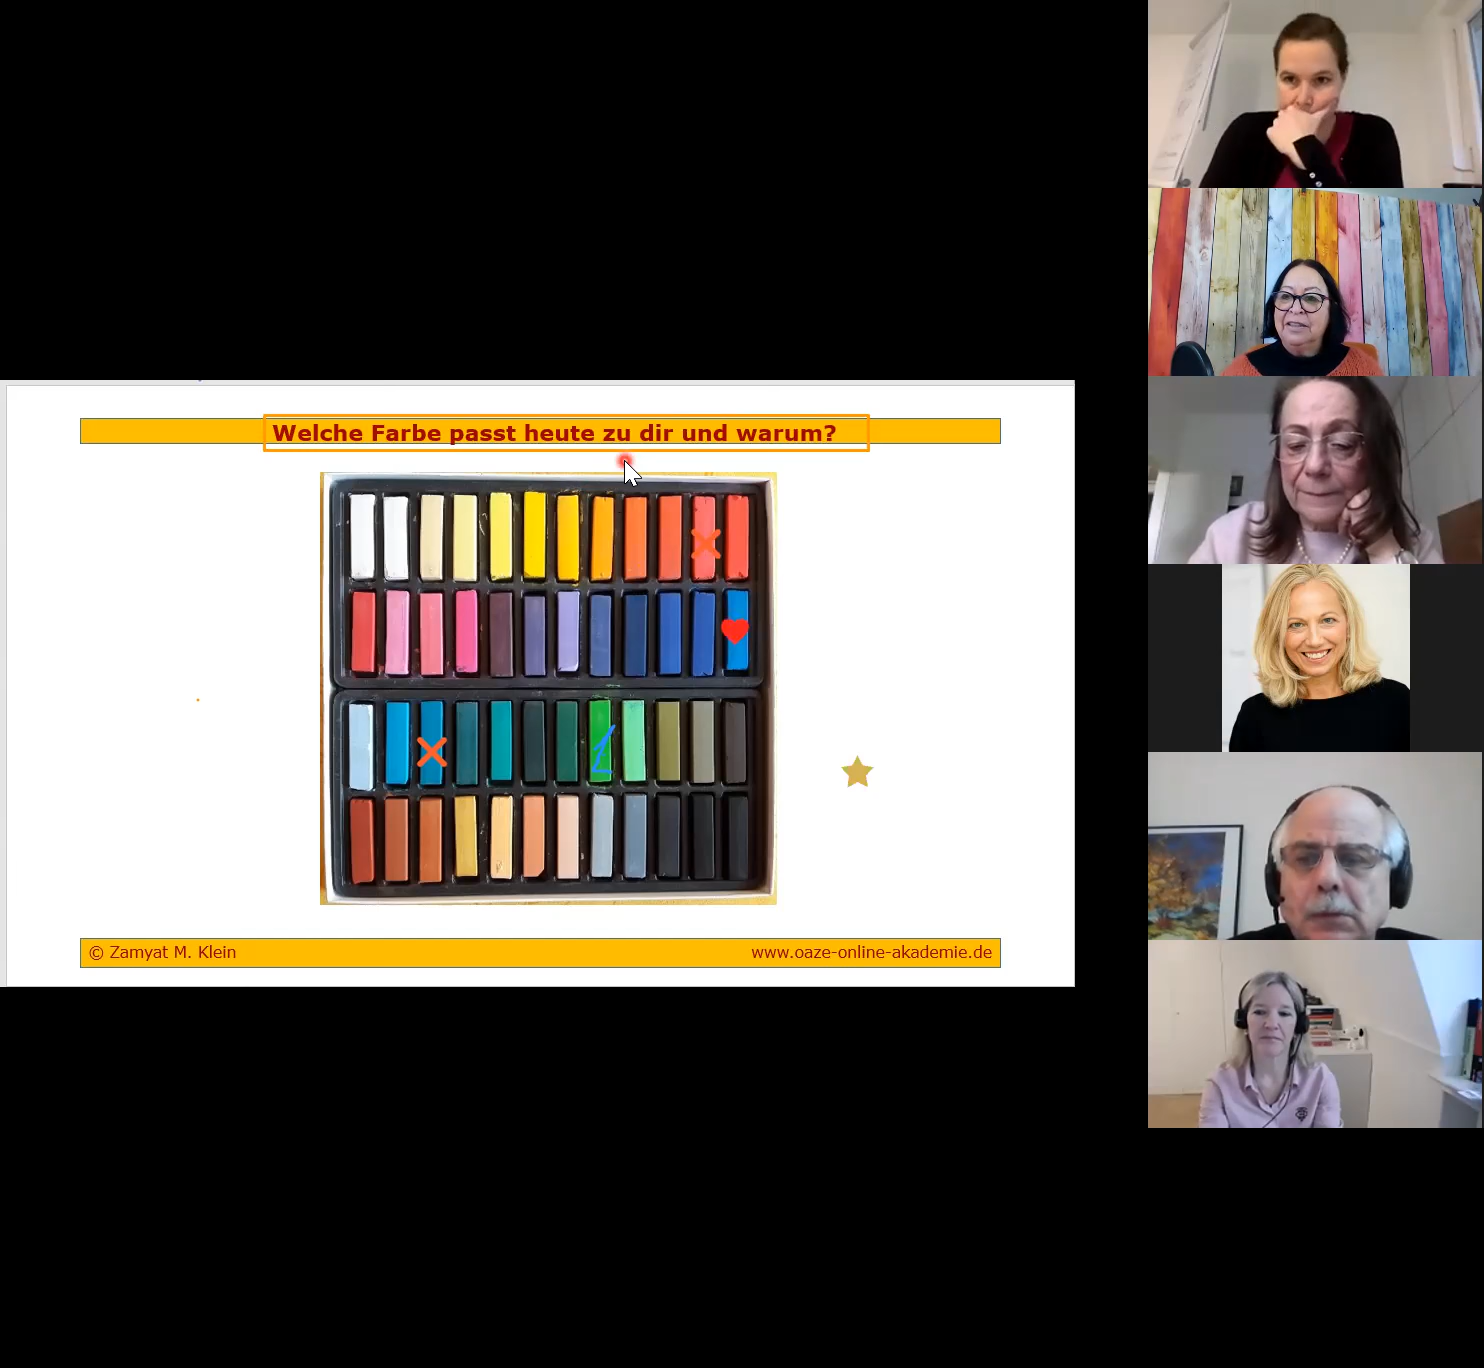 Welche Farbe passt heute zu dir und warum?
© Zamyat M. Klein
www.oaze-online-akademie.de